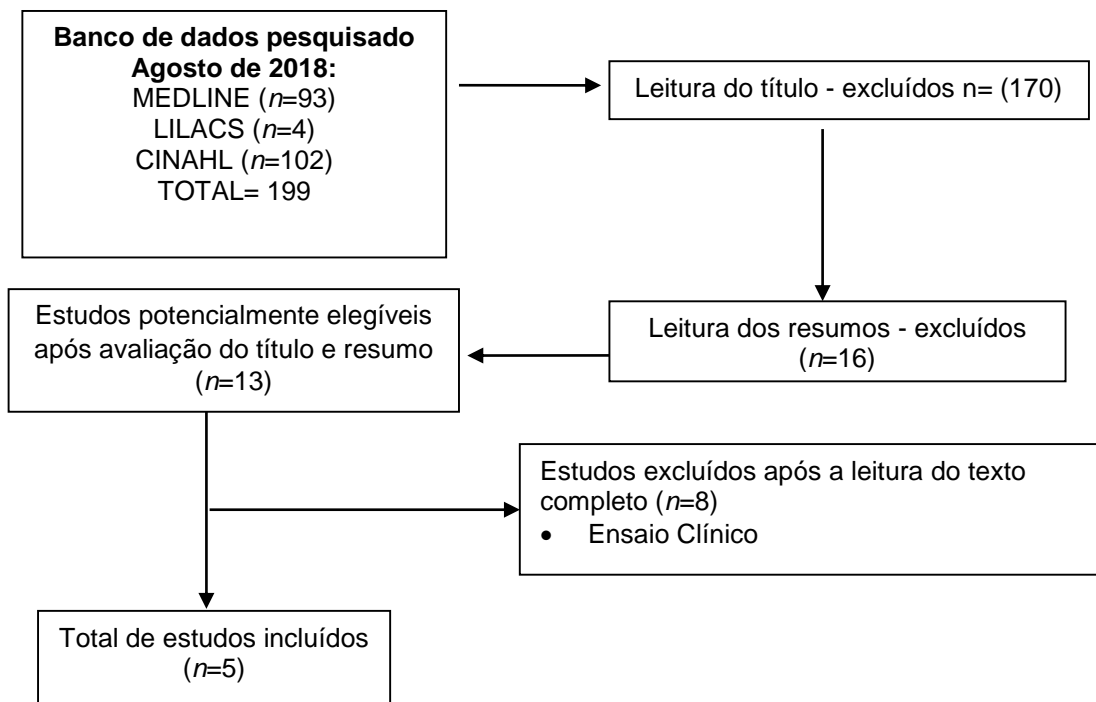 Banco de dados pesquisado
Agosto de 2018:
MEDLINE (n=93)
LILACS (n=4)
CINAHL (n=102)
TOTAL= 199
Leitura do título - excluídos n= (170)
Leitura dos resumos - excluídos
(n=16)
Estudos potencialmente elegíveis
após avaliação do título e resumo
(n=13)
Estudos excluídos após a leitura do texto
completo (n=8)
• Ensaio Clínico
Total de estudos incluídos
(n=5)